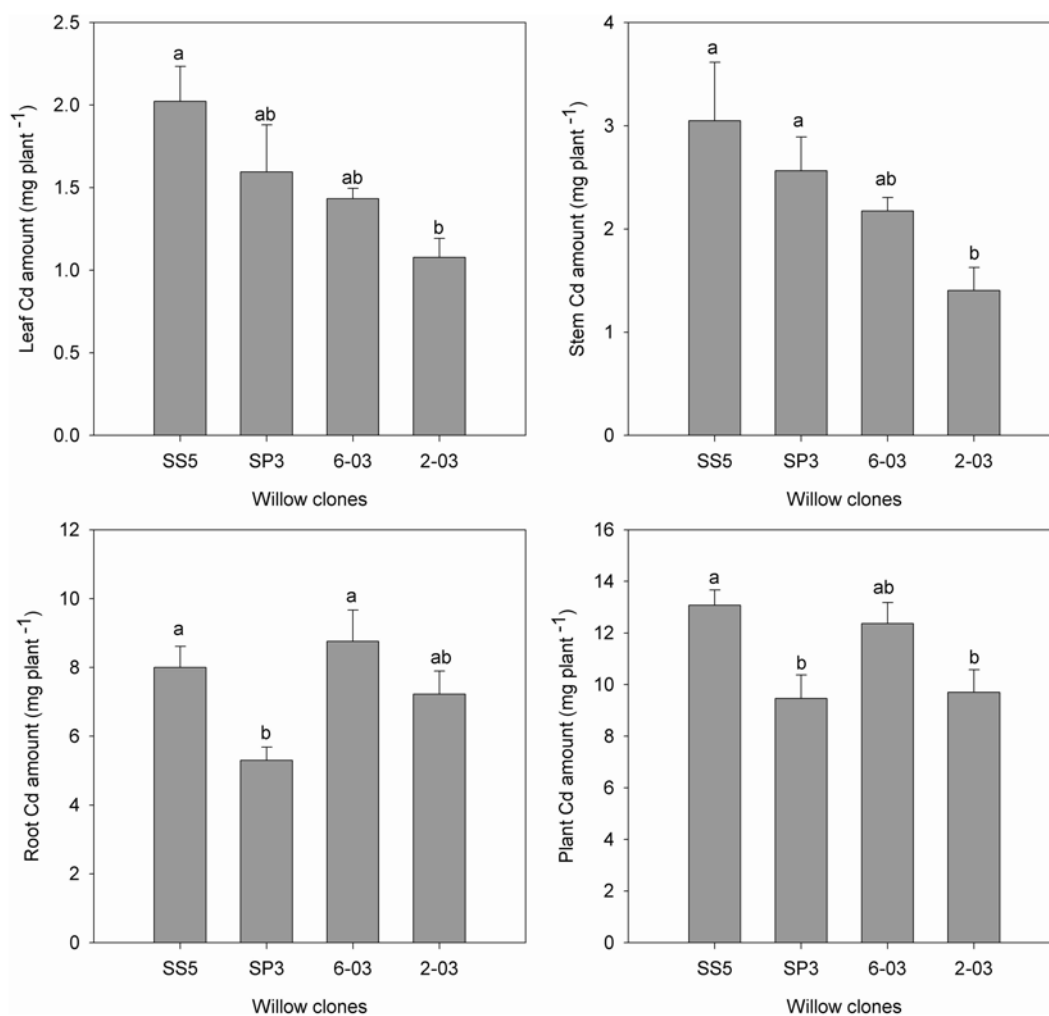 Leaf Cd amount (mg plant -1)
2.5
2.0
1.5
1.0
0.5
0.0
a
ab
ab
b
SS5 SP3 6-03 2-03
Willow clones
Stem Cd amount (mg plant -1)
4
3
2
1
0
a
a
ab
b
SS5 SP3 6-03 2-03
Willow clones
Root Cd amount (mg plant -1)
12
10
8
6
4
2
0
a
b
a
ab
SS5 SP3 6-03 2-03
Willow clones
Plant Cd amount (mg plant -1)
16
14
12
10
8
6
4
2
0
a
b
ab
b
SS5 SP3 6-03 2-03
Willow clones